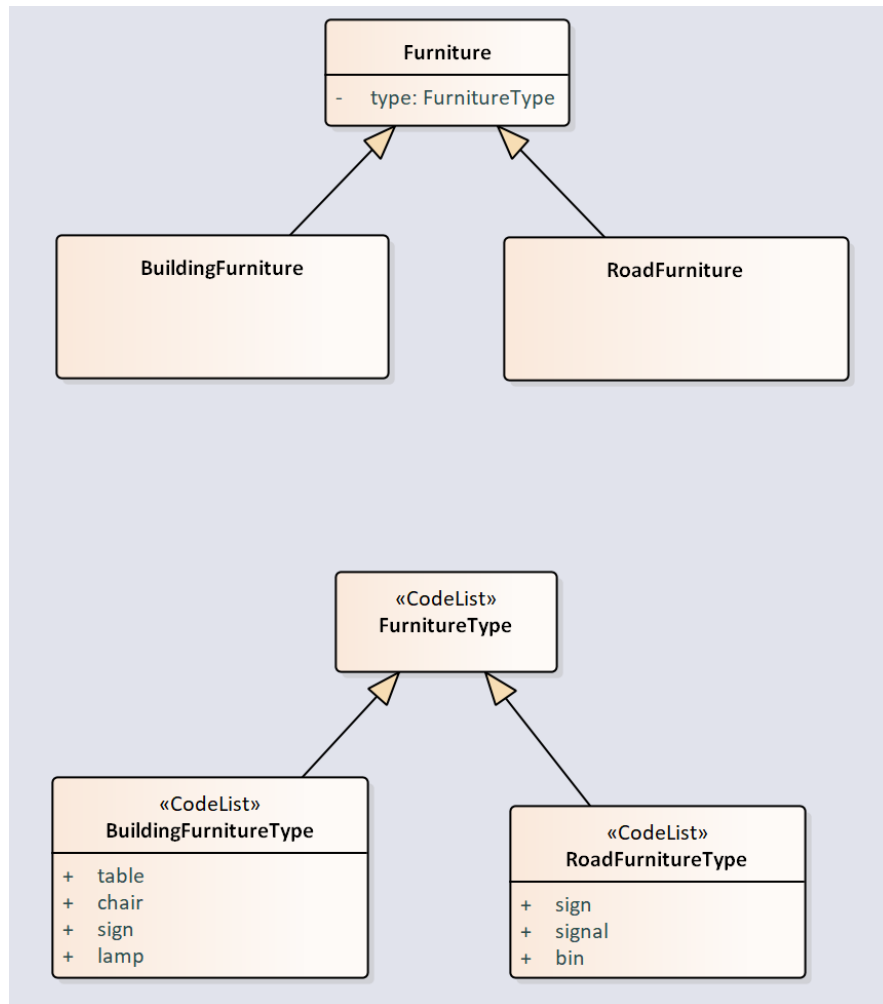 Furniture
- type: FurnitureType
BuildingFurniture
RoadFurniture
«CodeList»
FurnitureType
«CodeList»
BuildingFurnitureType
+ table
+ chair
+ sign
+ lamp
«CodeList»
RoadFurnitureType
+ sign
+ signal
+ bin